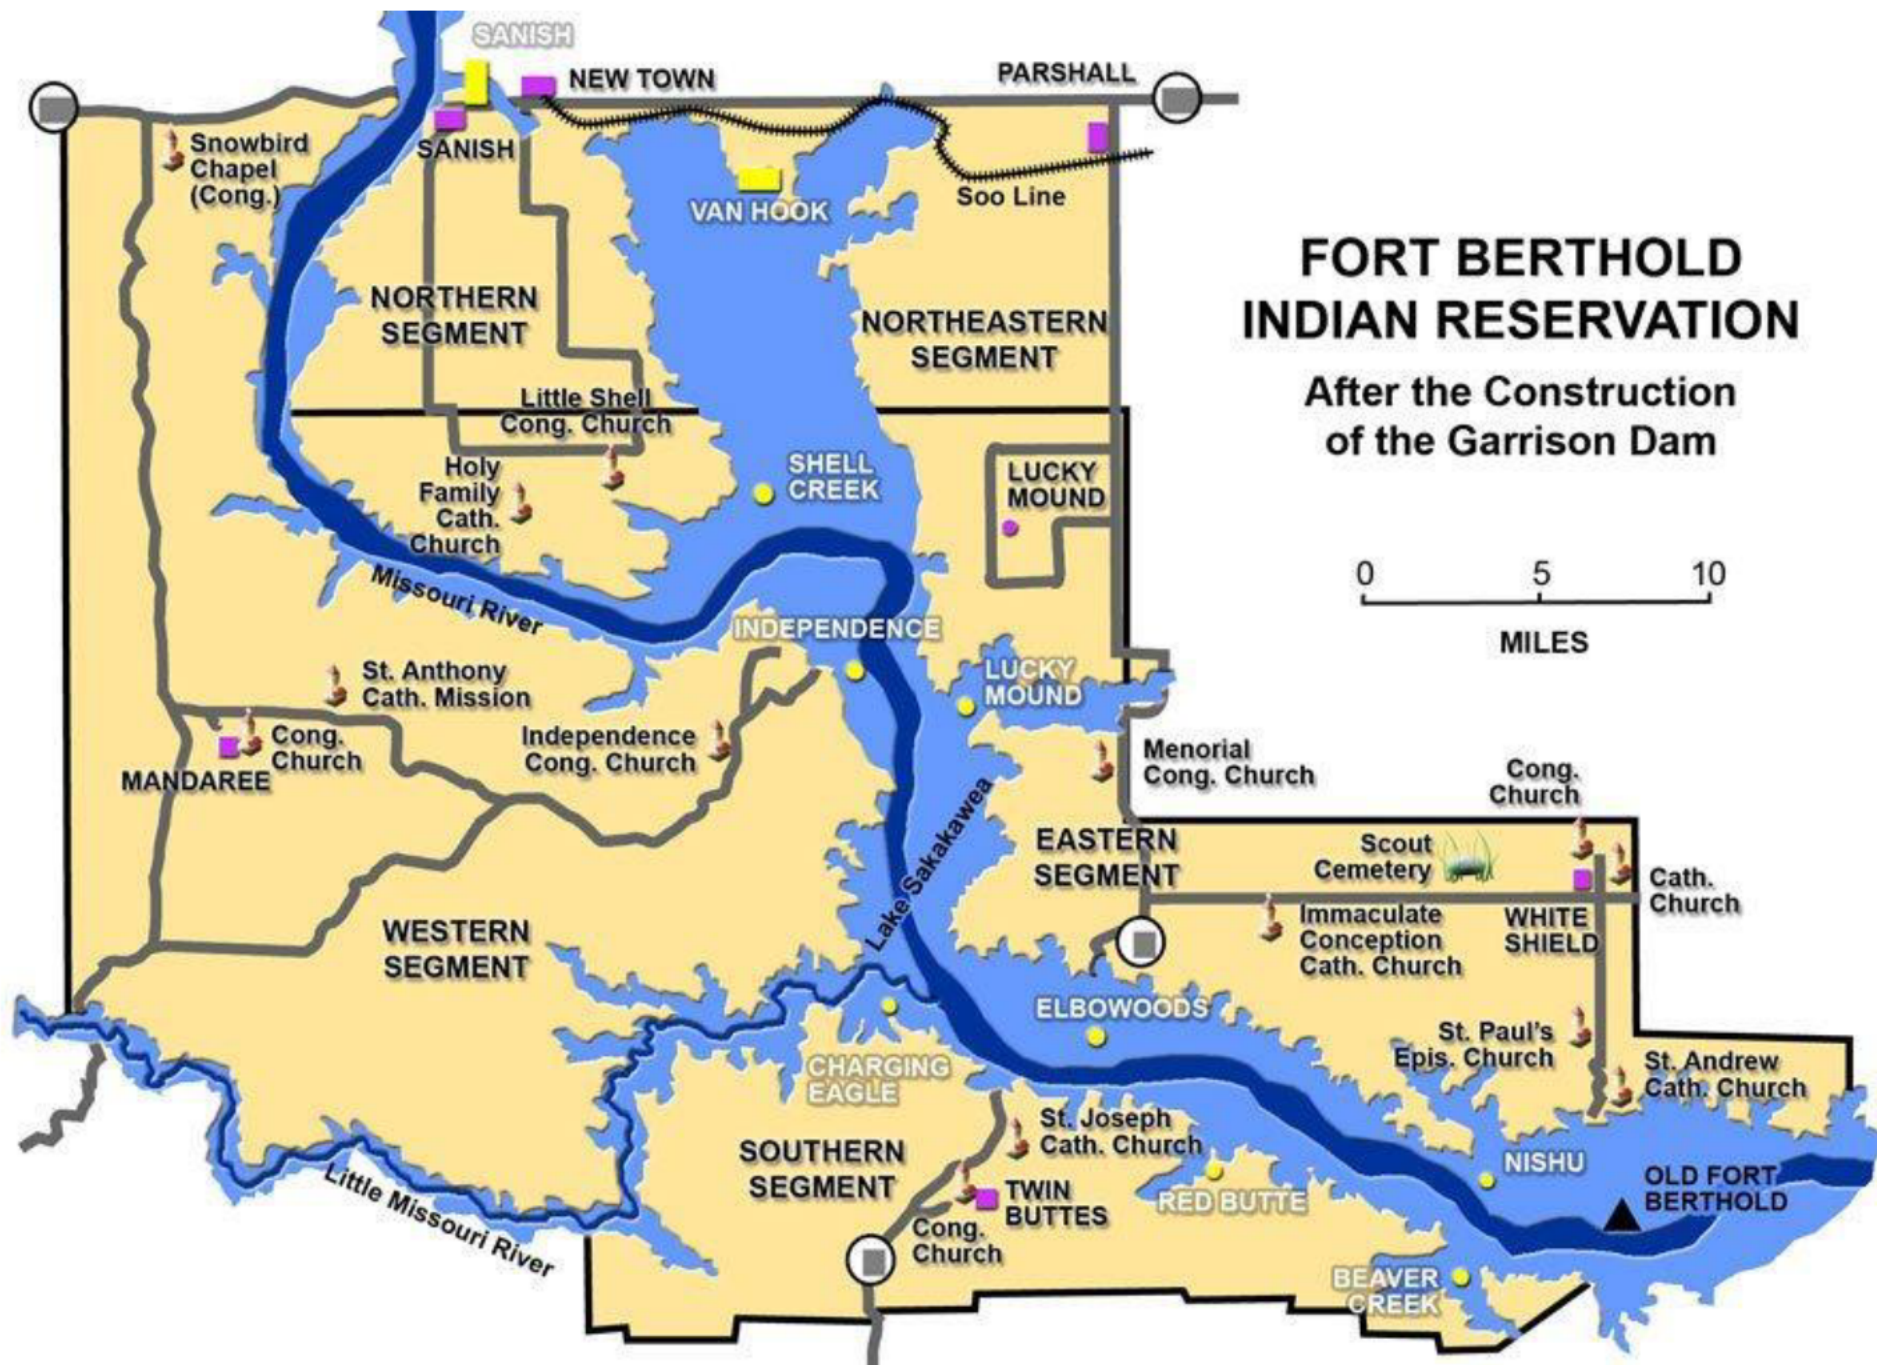 SANISH
NEW TOWN
PARSHALL
Snowbird
Chapel
(Cong.)
SANISH
VAN HOOK
Soo Line
FORT BERTHOLD
INDIAN RESERVATION
After the Construction
of the Garrison Dam
NORTHERN
SEGMENT
NORTHEASTERN
SEGMENT
Little Shell
Cong. Church
Holy
Family
Cath.
Church
SHELL
CREEK
LUCKY
MOUND
0 5 10
MILES
Missouri River
INDEPENDENCE
LUCKY
MOUND
St. Anthony
Cath. Mission
Cong.
Church
MANDAREE
Independence
Cong. Church
Menorial
Cong. Church
Cong.
Church
Lake Sakakawea
EASTERN
SEGMENT
Scout
Cemetery
Cath.
Church
Immaculate
Conception
Cath. Church
WHITE
SHIELD
WESTERN
SEGMENT
ELBOWOODS
St. Paul's
Epis. Church
St. Andrew
Cath. Church
CHARGING
EAGLE
St. Joseph
Cath. Church
SOUTHERN
SEGMENT
TWIN
BUTTES
Cong.
Church
RED BUTTE
NISHU
OLD FORT
BERTHOLD
Little Missouri River
BEAVER
CREEK